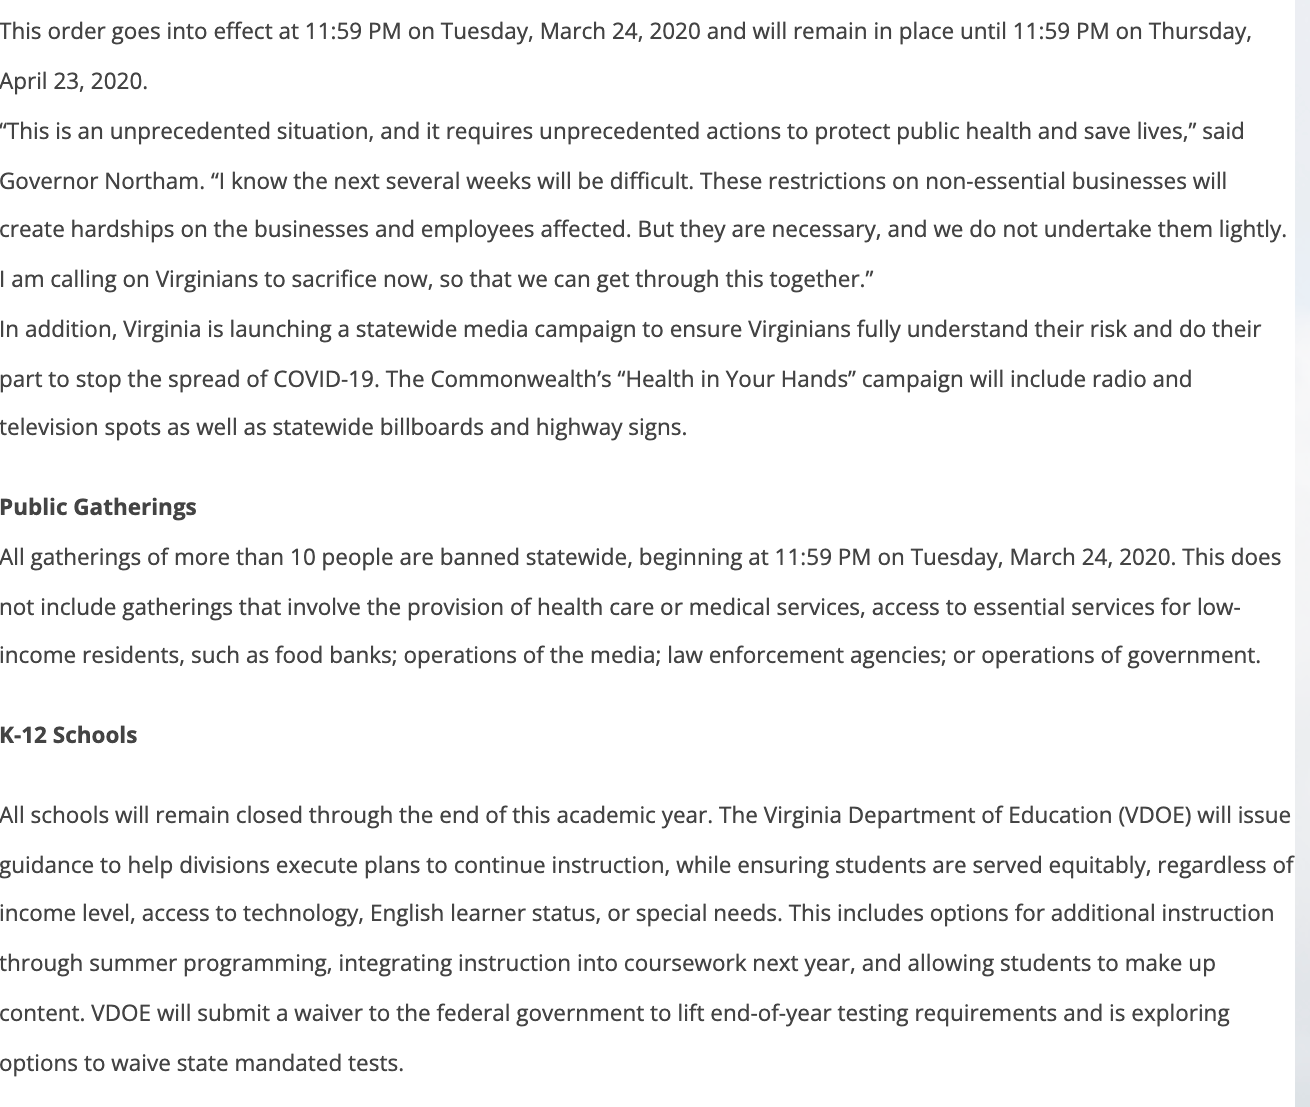 This order goes into effect at 11:59 PM on Tuesday, March 24, 2020 and will remain in place until 11:59 PM on Thursday,
April 23, 2020.
“This is an unprecedented situation, and it requires unprecedented actions to protect public health and save lives,” said
Governor Northam. “I know the next several weeks will be difficult. These restrictions on non-essential businesses will
create hardships on the businesses and employees affected. But they are necessary, and we do not undertake them lightly.
I am calling on Virginians to sacrifice now, so that we can get through this together.”
In addition, Virginia is launching a statewide media campaign to ensure Virginians fully understand their risk and do their
part to stop the spread of COVID-19. The Commonwealth’s “Health in Your Hands” campaign will include radio and
television spots as well as statewide billboards and highway signs.
Public Gatherings
All gatherings of more than 10 people are banned statewide, beginning at 11:59 PM on Tuesday, March 24, 2020. This does
not include gatherings that involve the provision of health care or medical services, access to essential services for low-
income residents, such as food banks; operations of the media; law enforcement agencies; or operations of government.
K-12 Schools
All schools will remain closed through the end of this academic year. The Virginia Department of Education (VDOE) will issue
guidance to help divisions execute plans to continue instruction, while ensuring students are served equitably, regardless of
income level, access to technology, English learner status, or special needs. This includes options for additional instruction
through summer programming, integrating instruction into coursework next year, and allowing students to make up
content. VDOE will submit a waiver to the federal government to lift end-of-year testing requirements and is exploring
options to waive state mandated tests.